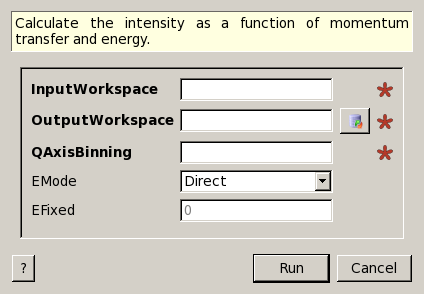 Calculate the intensity as a function of momentum
transfer and energy.
InputWorkspace
OutputWorkspace
QAxisBinning
EMode Direct
EFixed 0
? Run Cancel